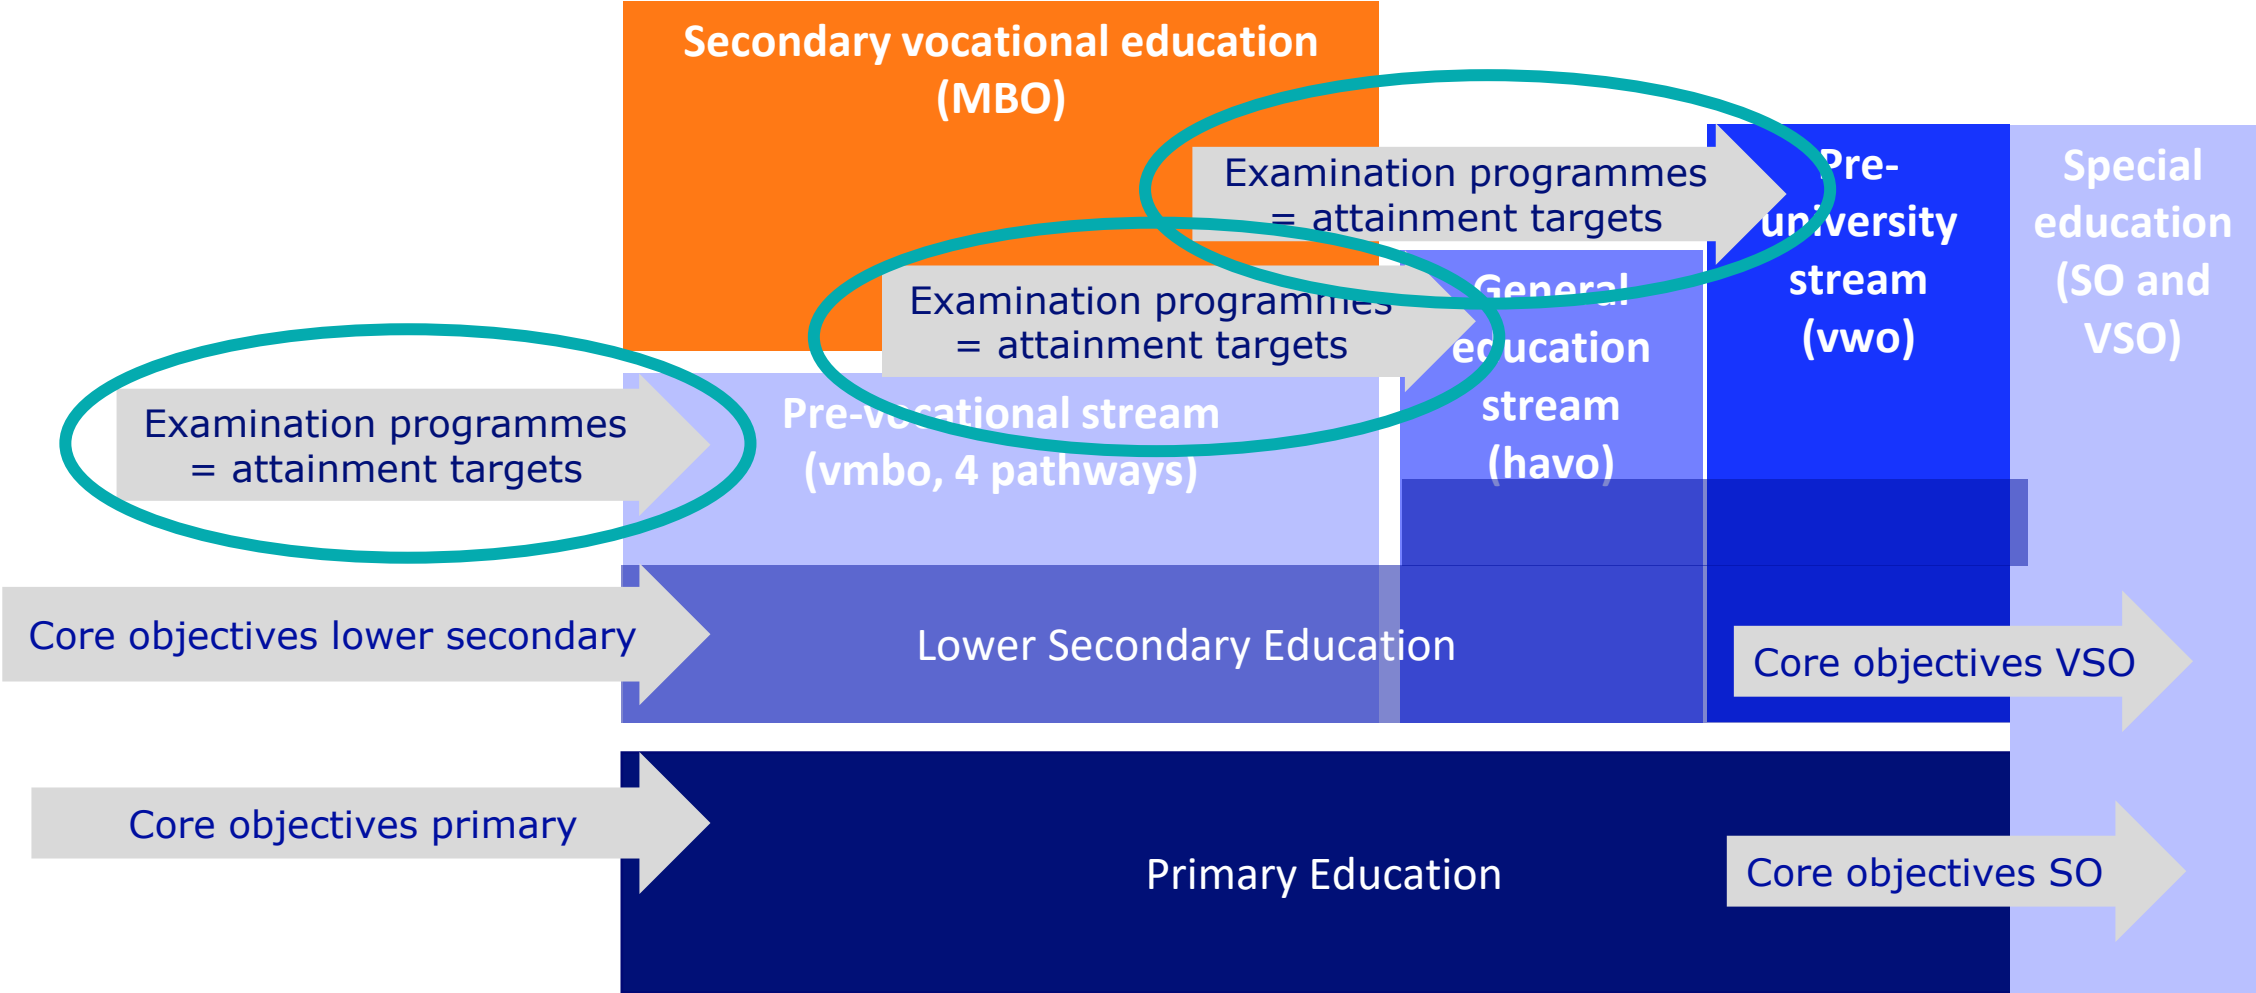 Secondary vocational education
(MBO)
Examination programmes
= attainment targets
Pre-
university
stream
(vwo)
Special
education
(SO and
VSO)
Examination programmes
= attainment targets
General
education
stream
(havo)
Examination programmes
= attainment targets
Pre-vocational stream
(vmbo, 4 pathways)
Core objectives lower secondary
Lower Secondary Education
Core objectives VSO
Core objectives primary
Primary Education
Core objectives SO